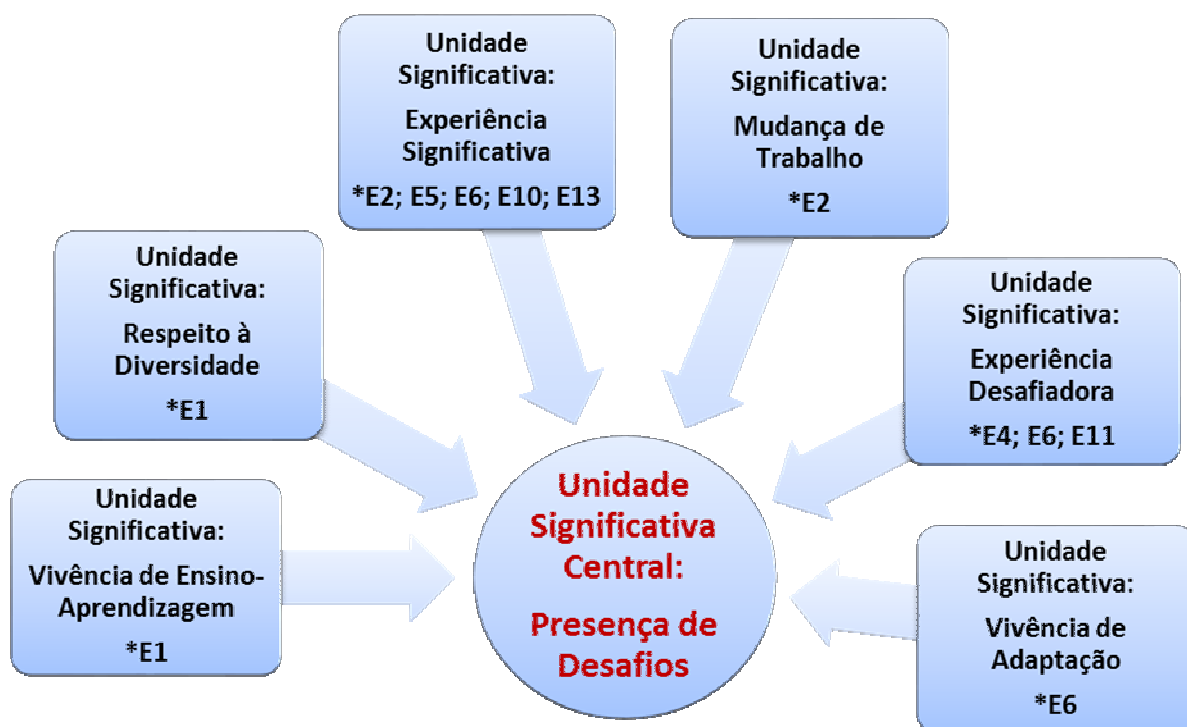 Unidade
Significativa:
Experiência
Significativa
*E2; E5; E6; E10; E13
Unidade
Significativa:
Mudança de
Trabalho
*E2
Unidade
Significativa:
Respeito à
Diversidade
*E1
Unidade
Significativa:
Experiência
Desafiadora
*E4; E6; E11
Unidade
Significativa:
Vivência de Ensino-
Aprendizagem
*E1
Unidade
Significativa
Central:
Presença de
Desafios
Unidade
Significativa:
Vivência de
Adaptação
*E6